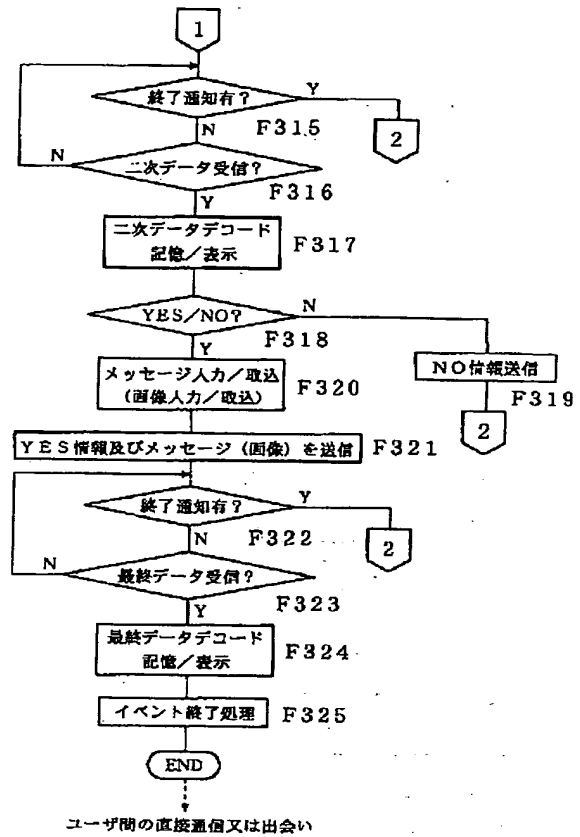 1
終了通知有?
Y
N
F315
2
N
二次データ受信?
F316
Y
二次データデコード
記憶/表示
F317
YES/NO?
N
F318
Y
メッセージ入力/取込
(画像入力/取込)
F320
NO情報送信
F319
2
YES情報及びメッセージ(画像)を送信
F321
終了通知有?
Y
N
F322
2
N
最終データ受信?
F323
Y
最終データデコード
記憶/表示
F324
イベント終了処理
F325
END
ユーザ間の直接通信又は出会い